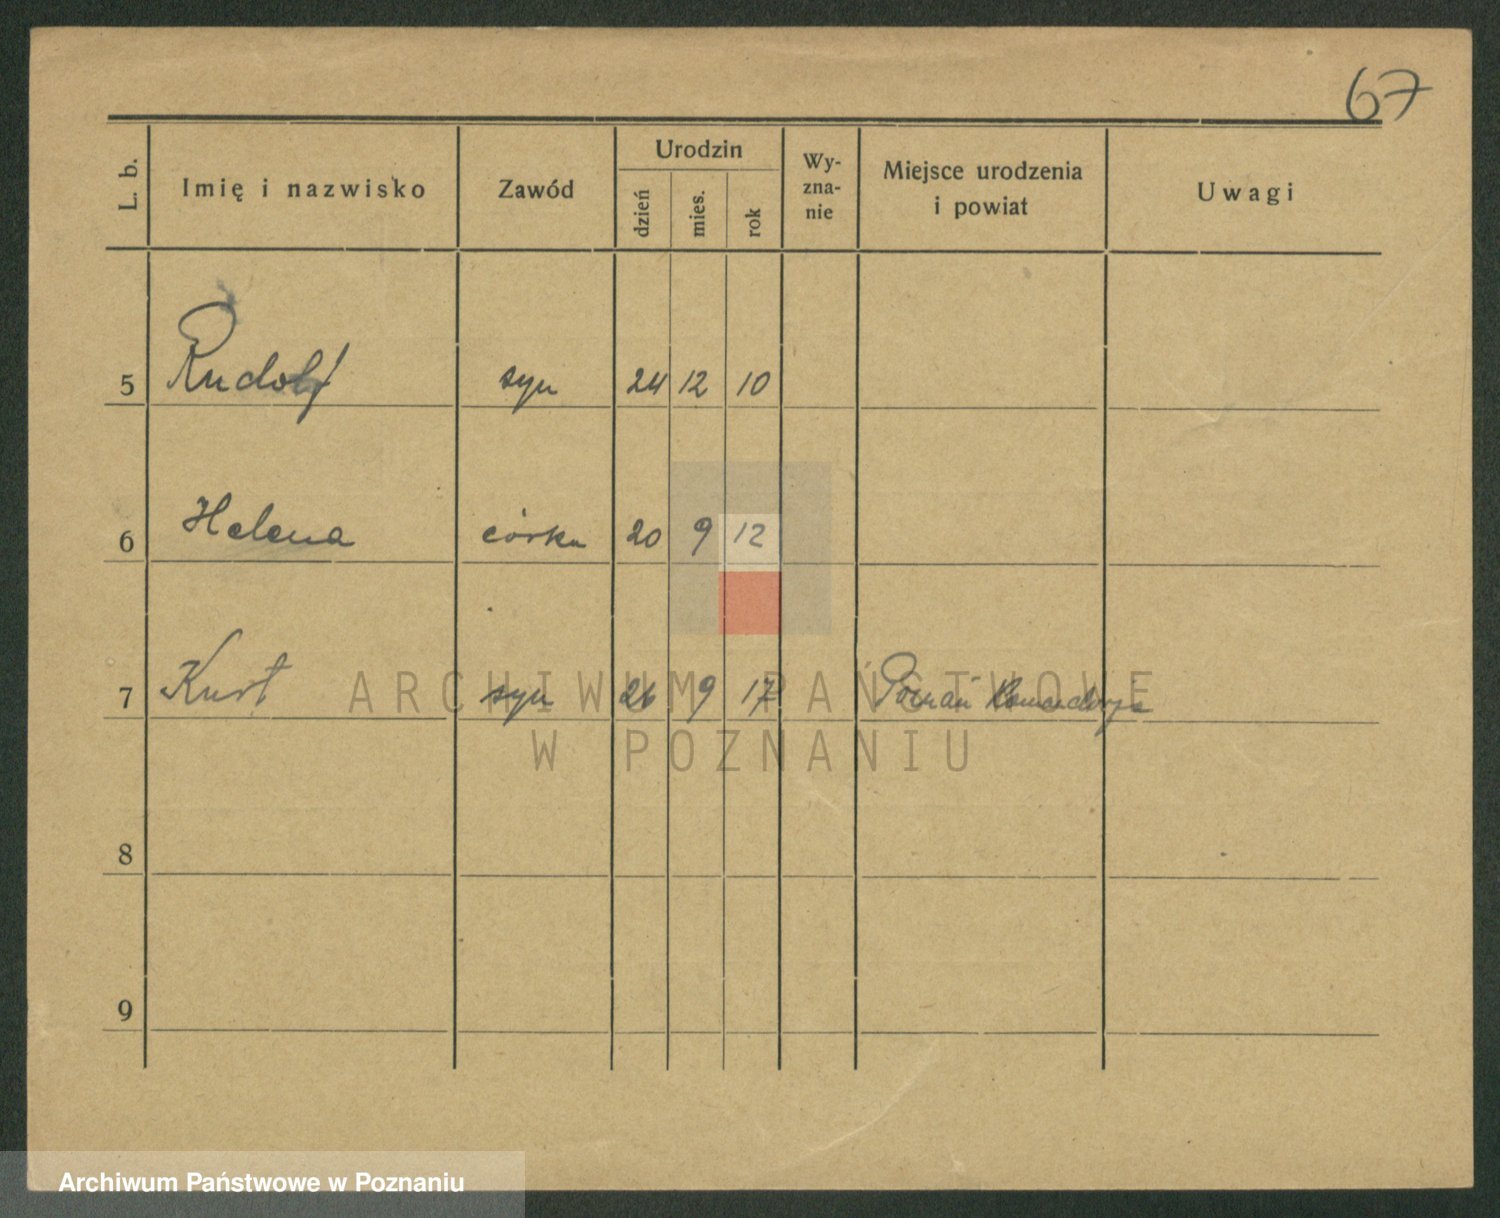 67
L. b. Imię i nazwisko Zawód Urodzin dzień mies. rok Wy-zna-nie Miejsce urodzenia i powiat Uwagi
5 Rudolf syn 24 12 10
6 Helena córka 20 9 12
7 Kurt syn 26 9 17 Poznań Komandorja
ARCHIWUM PAŃSTWOWE
W POZNANIU
8
9
Archiwum Państwowe w Poznaniu